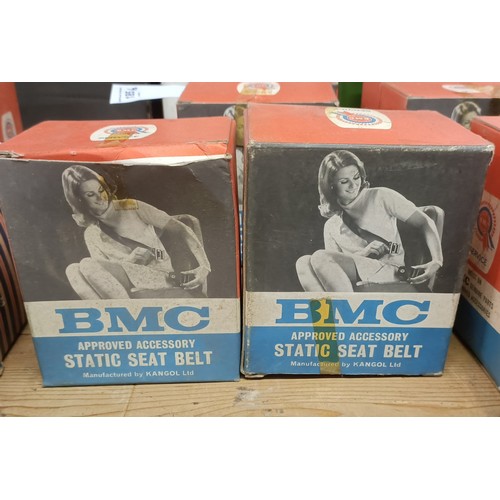 BMC
APPROVED ACCESSORY
STATIC SEAT BELT
Manufactured by KANGOL Ltd
BMC
APPROVED ACCESSORY
STATIC SEAT BELT
Manufactured by KANGOL Ltd